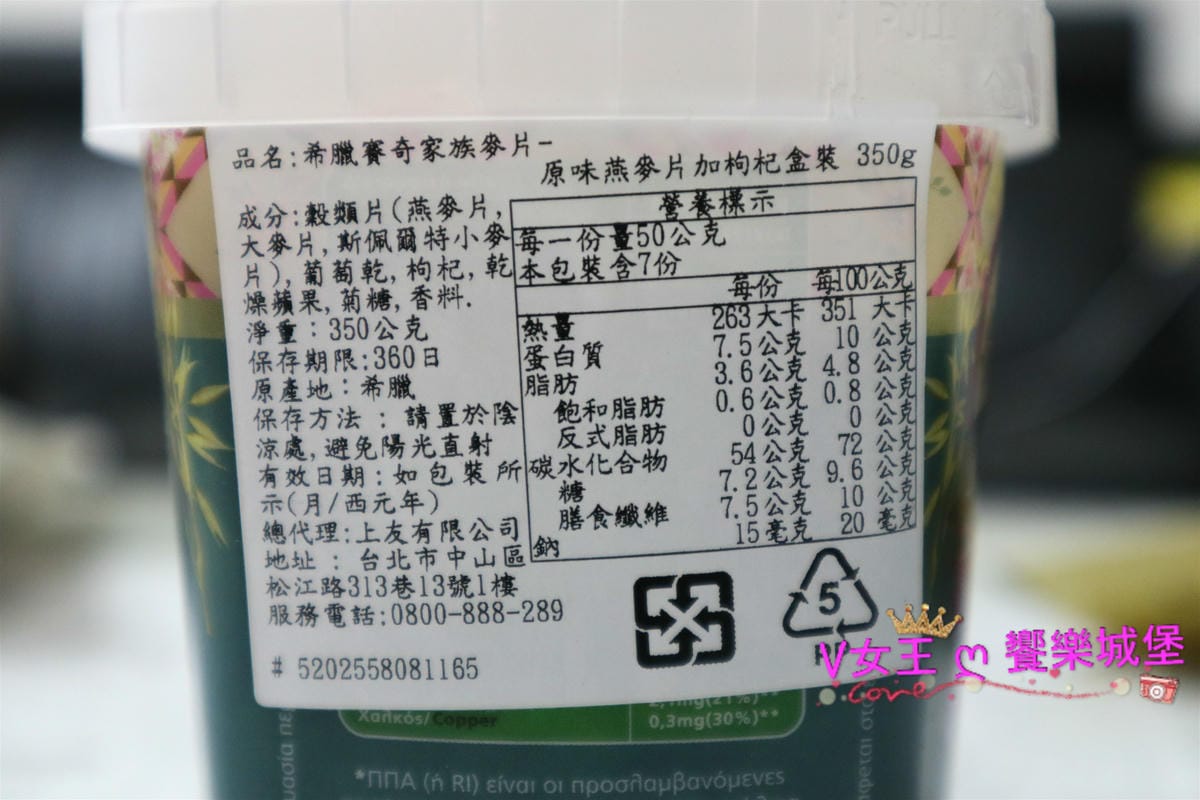 PULL
品名:希臘賽奇家族麥片-
原味燕麥片加枸杞盒裝 350g
成分:穀類片(燕麥片,
大麥片,斯佩爾特小麥
片),葡萄乾,枸杞,乾
燥蘋果,菊糖,香料.
淨重:350公克
保存期限:360日
原產地:希臘
保存方法:請置於陰
涼處,避免陽光直射
有效日期:如包裝所
示(月/西元年)
總代理:上友有限公司
地址:台北市中山區
松江路313巷13號1樓
服務電話:0800-888-289
# 5202558081165
營養標示
每一份量50公克
本包裝含7份
每份 每100公克
熱量 263大卡 351 大卡
蛋白質 7.5公克 10 公克
脂肪 3.6公克 4.8 公克
飽和脂肪 0.6公克 0.8 公克
反式脂肪 0公克 0 公克
碳水化合物 54公克 72 公克
糖 7.2公克 9.6 公克
膳食纖維 7.5公克 10 公克
鈉 15毫克 20 毫克
5
V女王 ღ 饗樂城堡
Love
2,1mg(21%)**
Χαλκός/Copper 0,3mg(30%)**
*ΠΠΑ (ή RI) είναι οι προσλαμβανόμενες